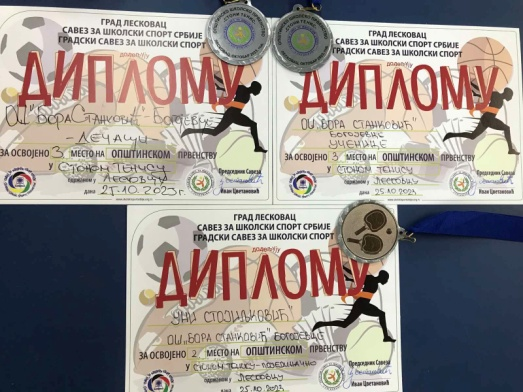 ГРАД ЛЕСКОВАЦ
САВЕЗ ЗА ШКОЛСКИ СПОРТ СРБИЈЕ
ГРАДСКИ САВЕЗ ЗА ШКОЛСКИ СПОРТ
додељују
ДИПЛОМУ
ОШ "БОРА СТАНКОВИЋ" - БОГОЈЕВЦЕ
- ДЕЧАЦИ -
ЗА ОСВОЈЕНО 3 МЕСТО НА ОПШТИНСКОМ ПРВЕНСТВУ
У СТОНОМ ТЕНИСУ
одржаном у ЛЕСКОВЦУ
дана 25.10.2023 г.
Председник Савеза
Иван Цветановић
ГРАД ЛЕСКОВАЦ
САВЕЗ ЗА ШКОЛСКИ СПОРТ СРБИЈЕ
ГРАДСКИ САВЕЗ ЗА ШКОЛСКИ СПОРТ
додељују
ДИПЛОМУ
ОШ "БОРА СТАНКОВИЋ"
БОГОЈЕВЦЕ
УЧЕНИЦЕ
ЗА ОСВОЈЕНО 3 МЕСТО НА ОПШТИНСКОМ ПРВЕНСТВУ
У СТОНОМ ТЕНИСУ
одржаном у ЛЕСКОВЦУ
дана 25.10.2023.
Председник Савеза
Иван Цветановић
ГРАД ЛЕСКОВАЦ
САВЕЗ ЗА ШКОЛСКИ СПОРТ СРБИЈЕ
ГРАДСКИ САВЕЗ ЗА ШКОЛСКИ СПОРТ
додељују
ДИПЛОМУ
СТОЈИЉКОВИЋ
ОШ "БОРА СТАНКОВИЋ" БОГОЈЕВЦЕ
ЗА ОСВОЈЕНО 2 МЕСТО НА ОПШТИНСКОМ ПРВЕНСТВУ
У СТОНОМ ТЕНИСУ - ПОЈЕДИНАЧНО
одржаном у ЛЕСКОВЦУ
дана 25.10.2023.
Председник Савеза
Иван Цветановић